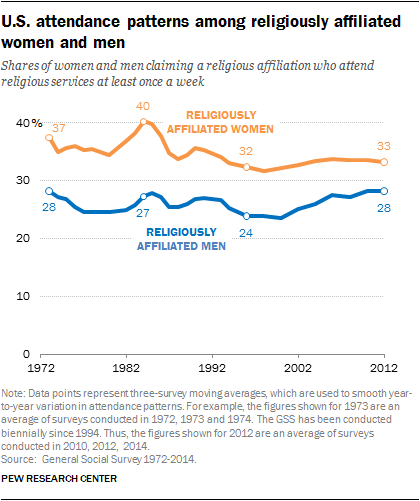 U.S. attendance patterns among religiously affiliated
women and men
Shares of women and men claiming a religious affiliation who attend
religious services at least once a week
40%
37
40
RELIGIOUSLY
AFFILIATED WOMEN
32
33
30
28
27
24
28
RELIGIOUSLY
AFFILIATED MEN
20
10
0
1972 1982 1992 2002 2012
Note: Data points represent three-survey moving averages, which are used to smooth year-
to-year variation in attendance patterns. For example, the figures shown for 1973 are an
average of surveys conducted in 1972, 1973 and 1974. The GSS has been conducted
biennially since 1994. Thus, the figures shown for 2012 are an average of surveys
conducted in 2010, 2012, 2014.
Source: General Social Survey 1972-2014.
PEW RESEARCH CENTER